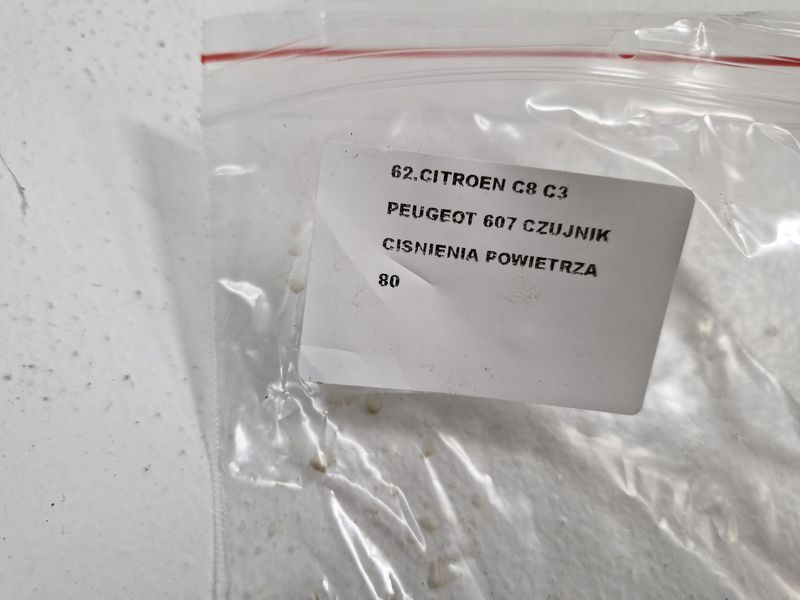 62.CITROEN C8 C3
PEUGEOT 607 CZUJNIK
CISNIENIA POWIETRZA
80